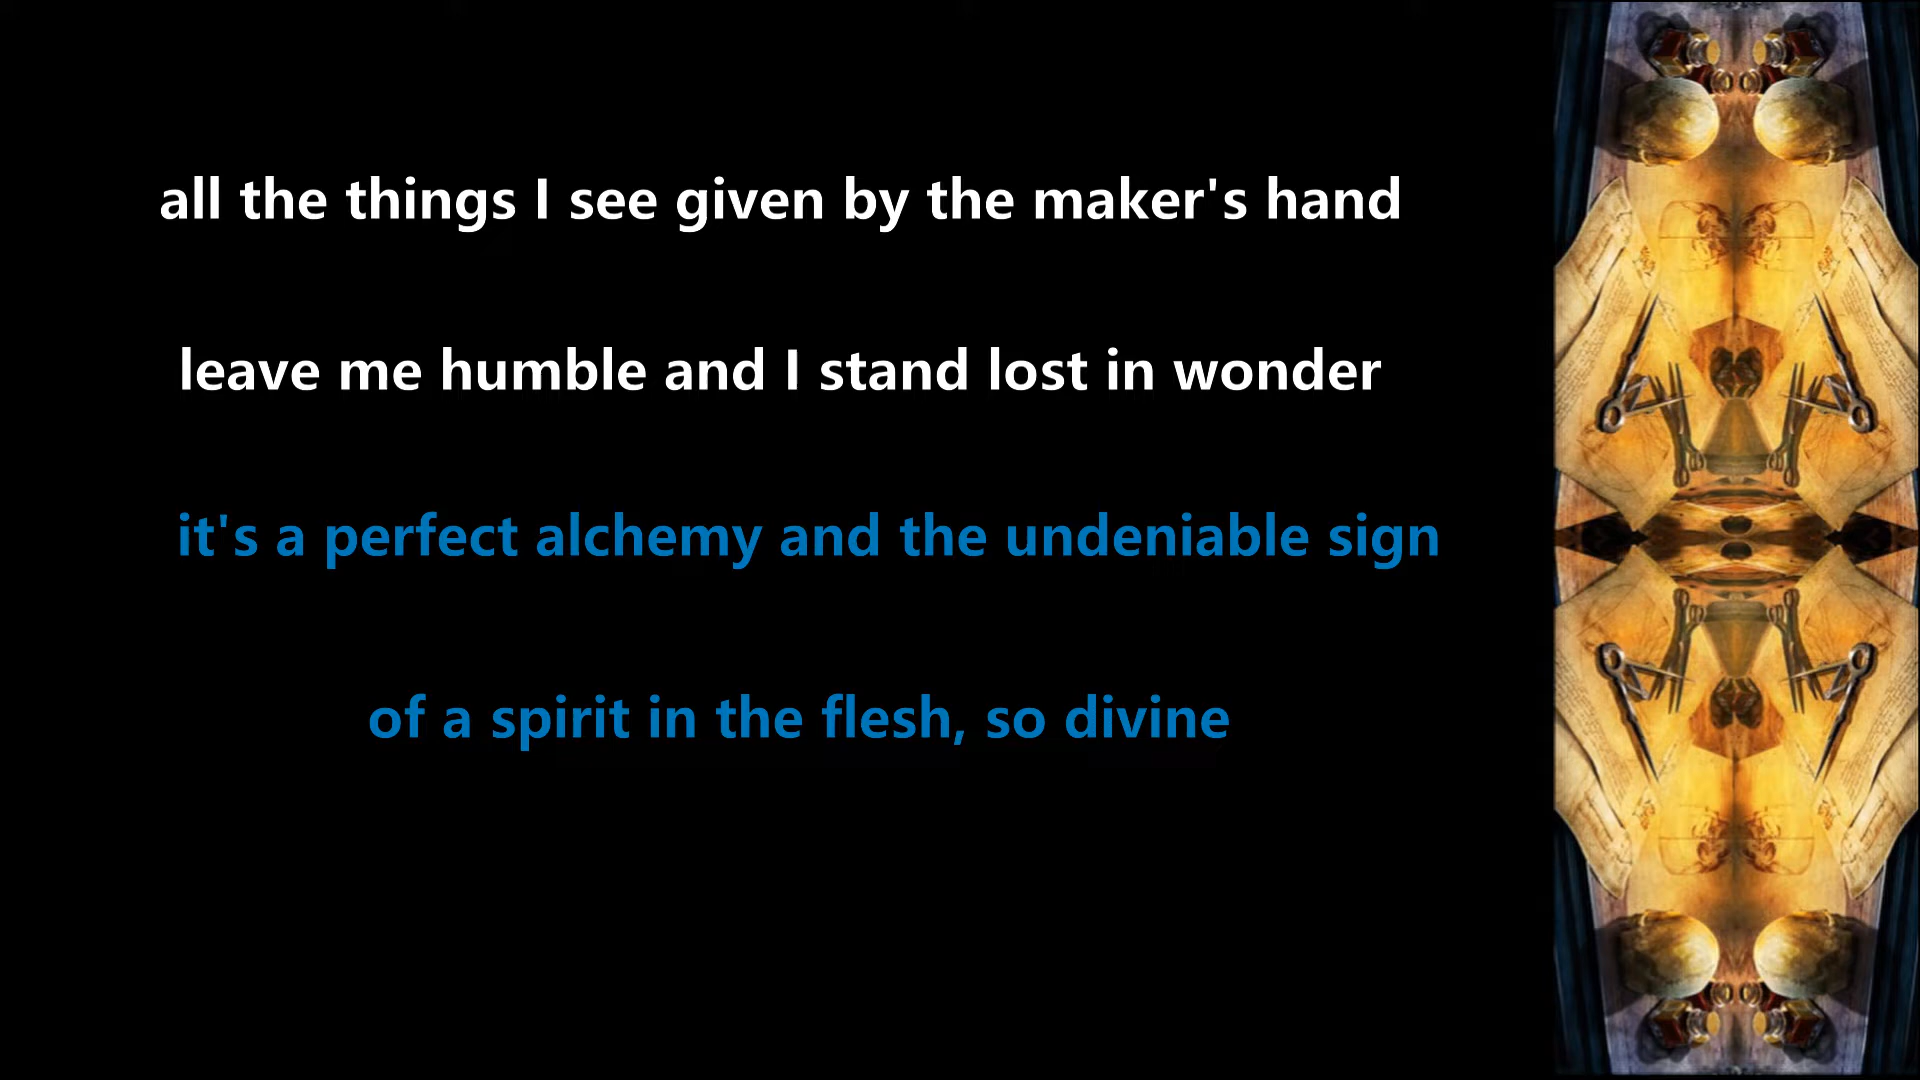 all the things I see given by the maker's hand
leave me humble and I stand lost in wonder
it's a perfect alchemy and the undeniable sign
of a spirit in the flesh, so divine